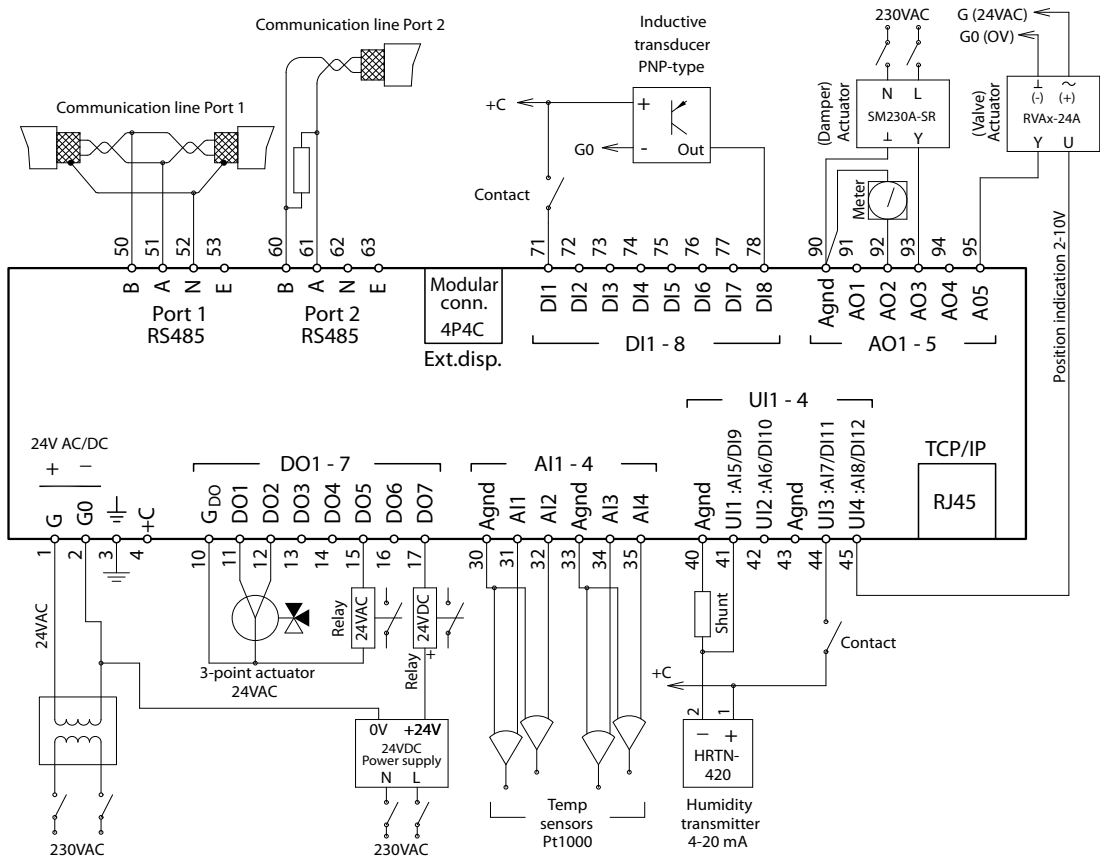 Communication line Port 2
Communication line Port 1
Inductive
transducer
PNP-type
+C
G0
+
-
Out
Contact
230VAC
N L
SM230A-SR
⊥ Y
(Damper)
Actuator
Meter
G (24VAC)
G0 (OV)
⊥ ~
(-) (+)
RVAx-24A
Y U
(Valve)
Actuator
Position indication 2-10V
50 51 52 53
60 61 62 63
71 72 73 74 75 76 77 78
90 91 92 93 94 95
B A N E
Port 1
RS485
B A N E
Port 2
RS485
Modular
conn.
4P4C
Ext.disp.
DI1 DI2 DI3 DI4 DI5 DI6 DI7 DI8
DI1 - 8
Agnd AO1 AO2 AO3 AO4 A05
AO1 - 5
24V AC/DC
+ −
G G0 +C
DO1 - 7
GDO DO1 DO2 DO3 DO4 DO5 DO6 DO7
AI1 - 4
Agnd AI1 AI2 Agnd AI3 AI4
UI1 - 4
Agnd UI1 :AI5/DI9 UI2 :AI6/DI10 Agnd UI3 :AI7/DI11 UI4 :AI8/DI12
TCP/IP
RJ45
1 2 3 4
10 11 12 13 14 15 16 17
30 31 32 33 34 35
40 41 42 43 44 45
24VAC
230VAC
3-point actuator
24VAC
Relay
24VAC
Relay
24VDC
+
0V +24V
24VDC
Power supply
N L
230VAC
Temp
sensors
Pt1000
Shunt
+C
Contact
2 1
− +
HRTN-
420
Humidity
transmitter
4-20 mA